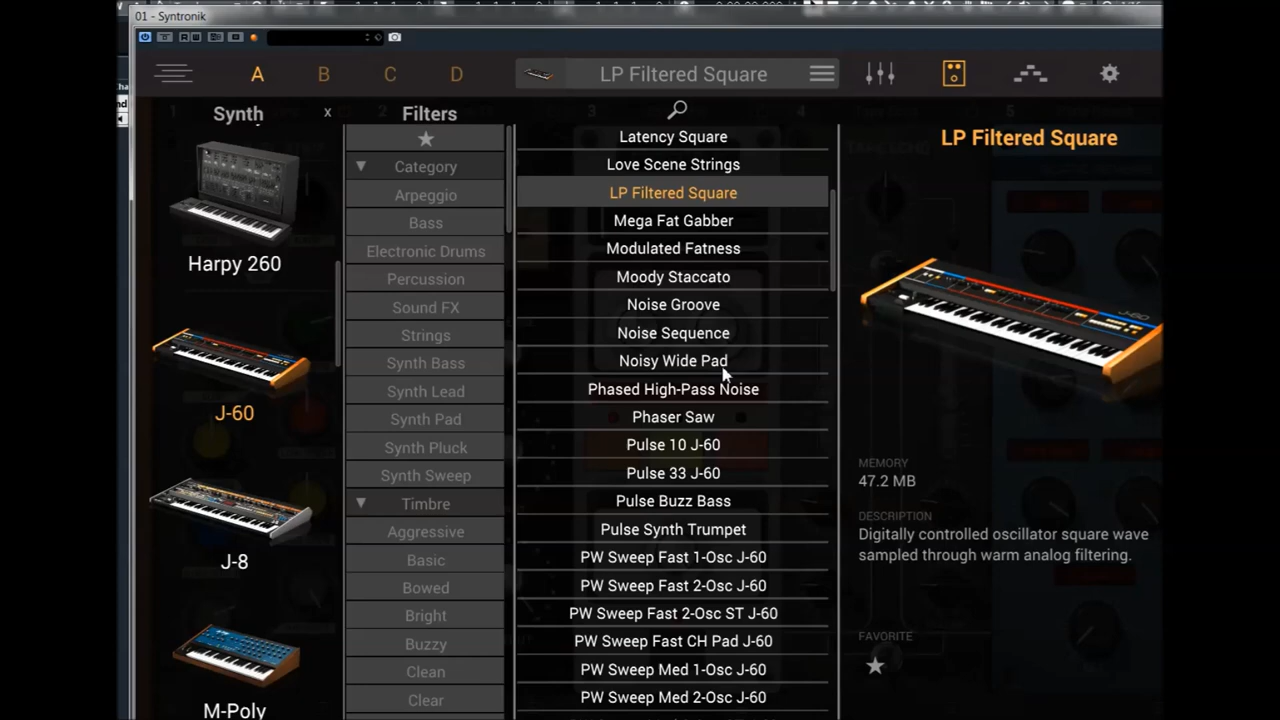 01 - Syntronik
A
B
C
D
LP Filtered Square
Synth
x
Filters
Harpy 260
J-60
J-8
M-Poly
Category
Arpeggio
Bass
Electronic Drums
Percussion
Sound FX
Strings
Synth Bass
Synth Lead
Synth Pad
Synth Pluck
Synth Sweep
Timbre
Aggressive
Basic
Bowed
Bright
Buzzy
Clean
Clear
Latency Square
Love Scene Strings
LP Filtered Square
Mega Fat Gabber
Modulated Fatness
Moody Staccato
Noise Groove
Noise Sequence
Noisy Wide Pad
Phased High-Pass Noise
Phaser Saw
Pulse 10 J-60
Pulse 33 J-60
Pulse Buzz Bass
Pulse Synth Trumpet
PW Sweep Fast 1-Osc J-60
PW Sweep Fast 2-Osc J-60
PW Sweep Fast 2-Osc ST J-60
PW Sweep Fast CH Pad J-60
PW Sweep Med 1-Osc J-60
PW Sweep Med 2-Osc J-60
LP Filtered Square
MEMORY
47.2 MB
DESCRIPTION
Digitally controlled oscillator square wave
sampled through warm analog filtering.
FAVORITE